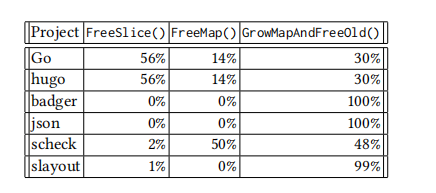 Project FreeSlice() FreeMap() GrowMapAndFreeOld()
Go 56% 14% 30%
hugo 56% 14% 30%
badger 0% 0% 100%
json 0% 0% 100%
scheck 2% 50% 48%
slayout 1% 0% 99%